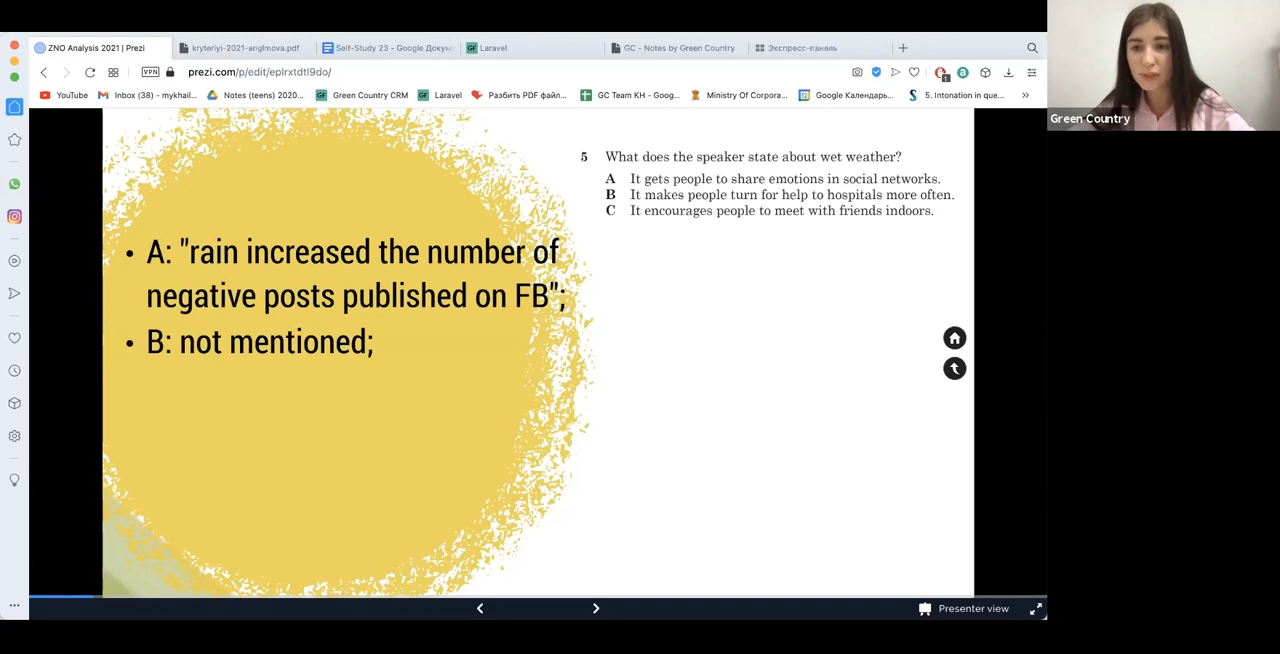 ZNO Analysis 2021 | Prezi
kryteriyi-2021-anglmova.pdf
Self-Study 23 - Google Докум
GF Laravel
GC - Notes by Green Country
Экспресс-панель
VPN
prezi.com/p/edit/eplrxtdtl9do/
1
YouTube
Inbox (38) - mykhail...
Notes (teens) 2020...
GF Green Country CRM
GF Laravel
Разбить PDF файл...
GC Team KH - Goog...
Ministry Of Corpora...
Google Календарь...
5. Intonation in que...
Green Country
5 What does the speaker state about wet weather?
A It gets people to share emotions in social networks.
B It makes people turn for help to hospitals more often.
C It encourages people to meet with friends indoors.
• A: "rain increased the number of
negative posts published on FB";
• B: not mentioned;
Presenter view